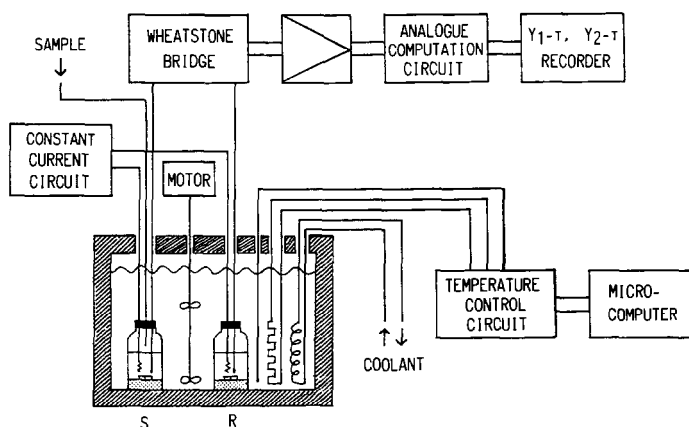 SAMPLE
WHEATSTONE
BRIDGE
ANALOGUE
COMPUTATION
CIRCUIT
Y1-T, Y2-T
RECORDER
CONSTANT
CURRENT
CIRCUIT
MOTOR
TEMPERATURE
CONTROL
CIRCUIT
MICRO-
COMPUTER
COOLANT
S
R